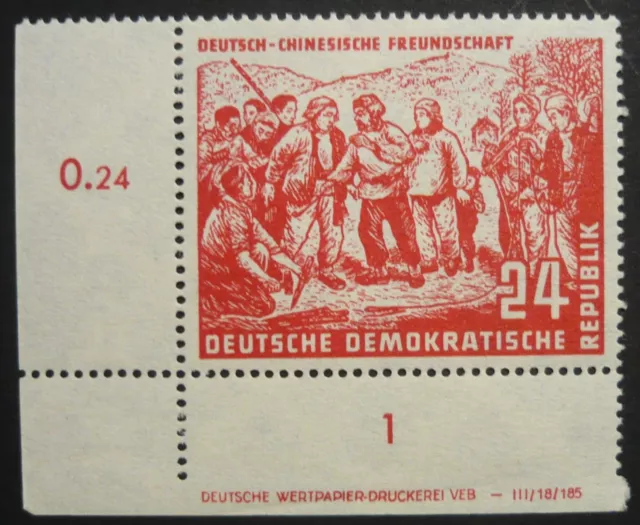 DEUTSCH-CHINESISCHE FREUNDSCHAFT
0.24
24
DEUTSCHE DEMOKRATISCHE
REPUBLIK
1
DEUTSCHE WERTPAPIER-DRUCKEREI VEB – III/18/185